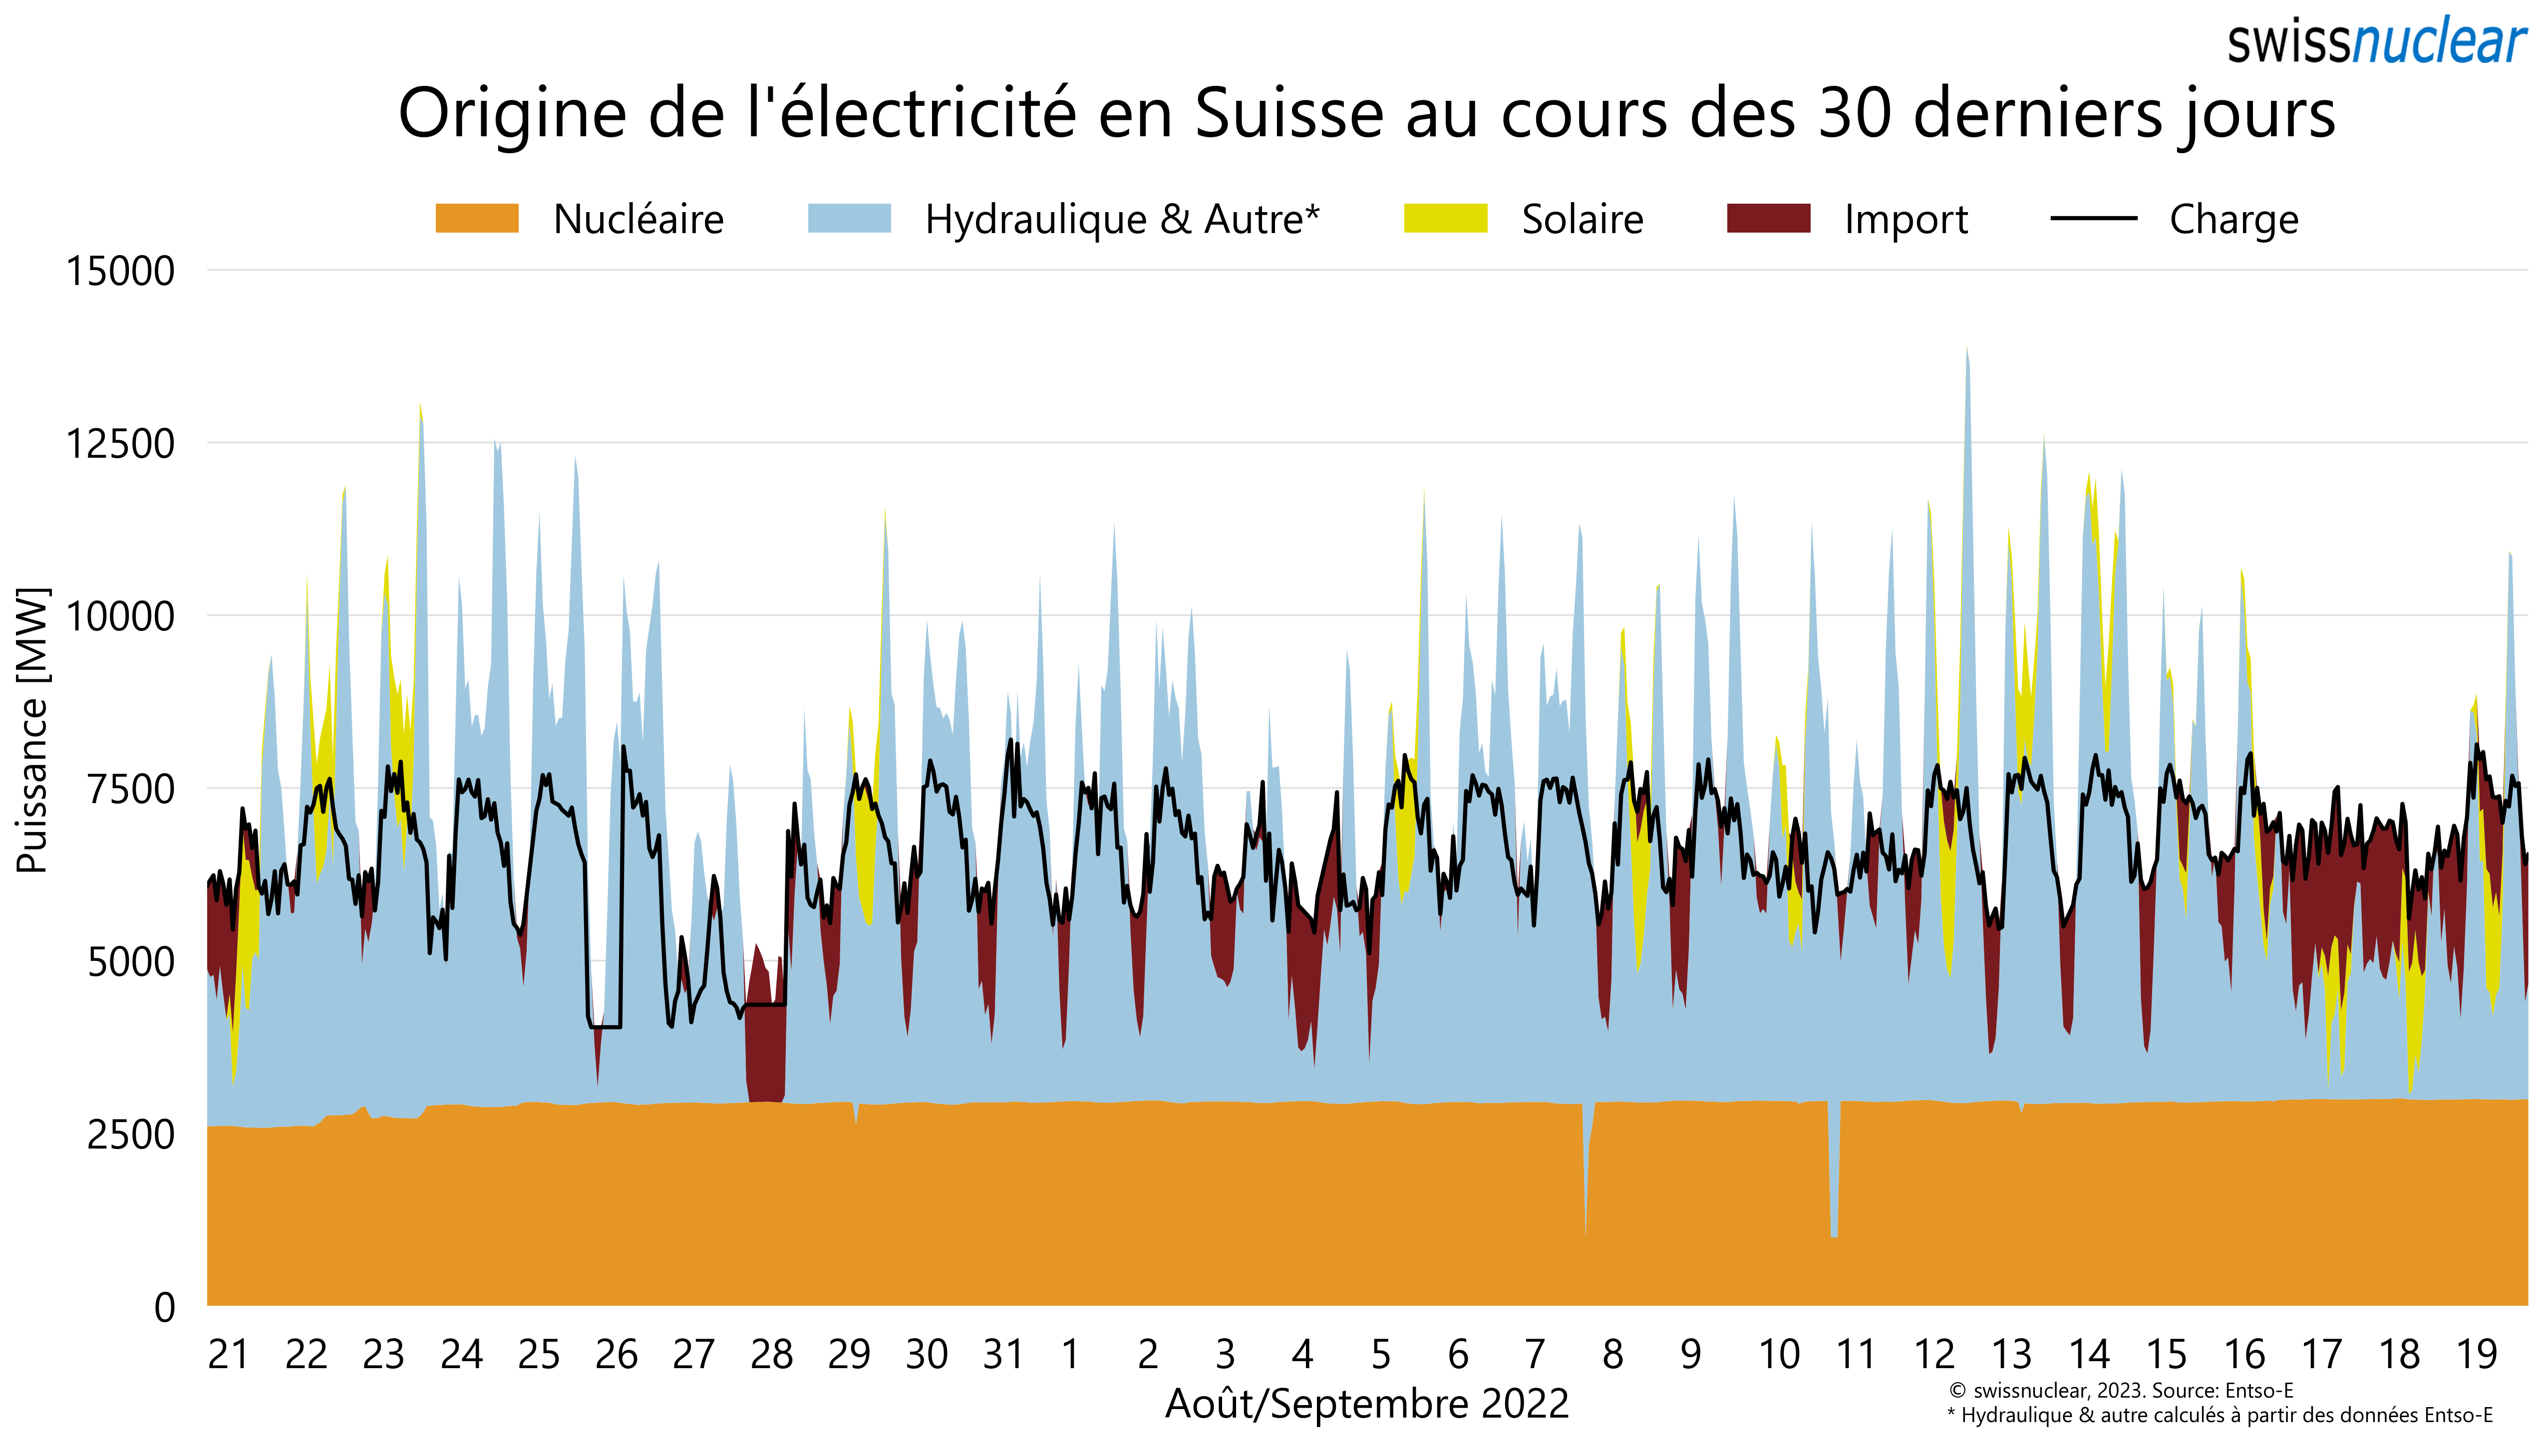 swissnuclear
Origine de l'électricité en Suisse au cours des 30 derniers jours
Nucléaire Hydraulique & Autre* Solaire Import Charge
Puissance [MW]
15000
12500
10000
7500
5000
2500
0
21 22 23 24 25 26 27 28 29 30 31 1 2 3 4 5 6 7 8 9 10 11 12 13 14 15 16 17 18 19
Août/Septembre 2022
© swissnuclear, 2023. Source: Entso-E
* Hydraulique & autre calculés à partir des données Entso-E